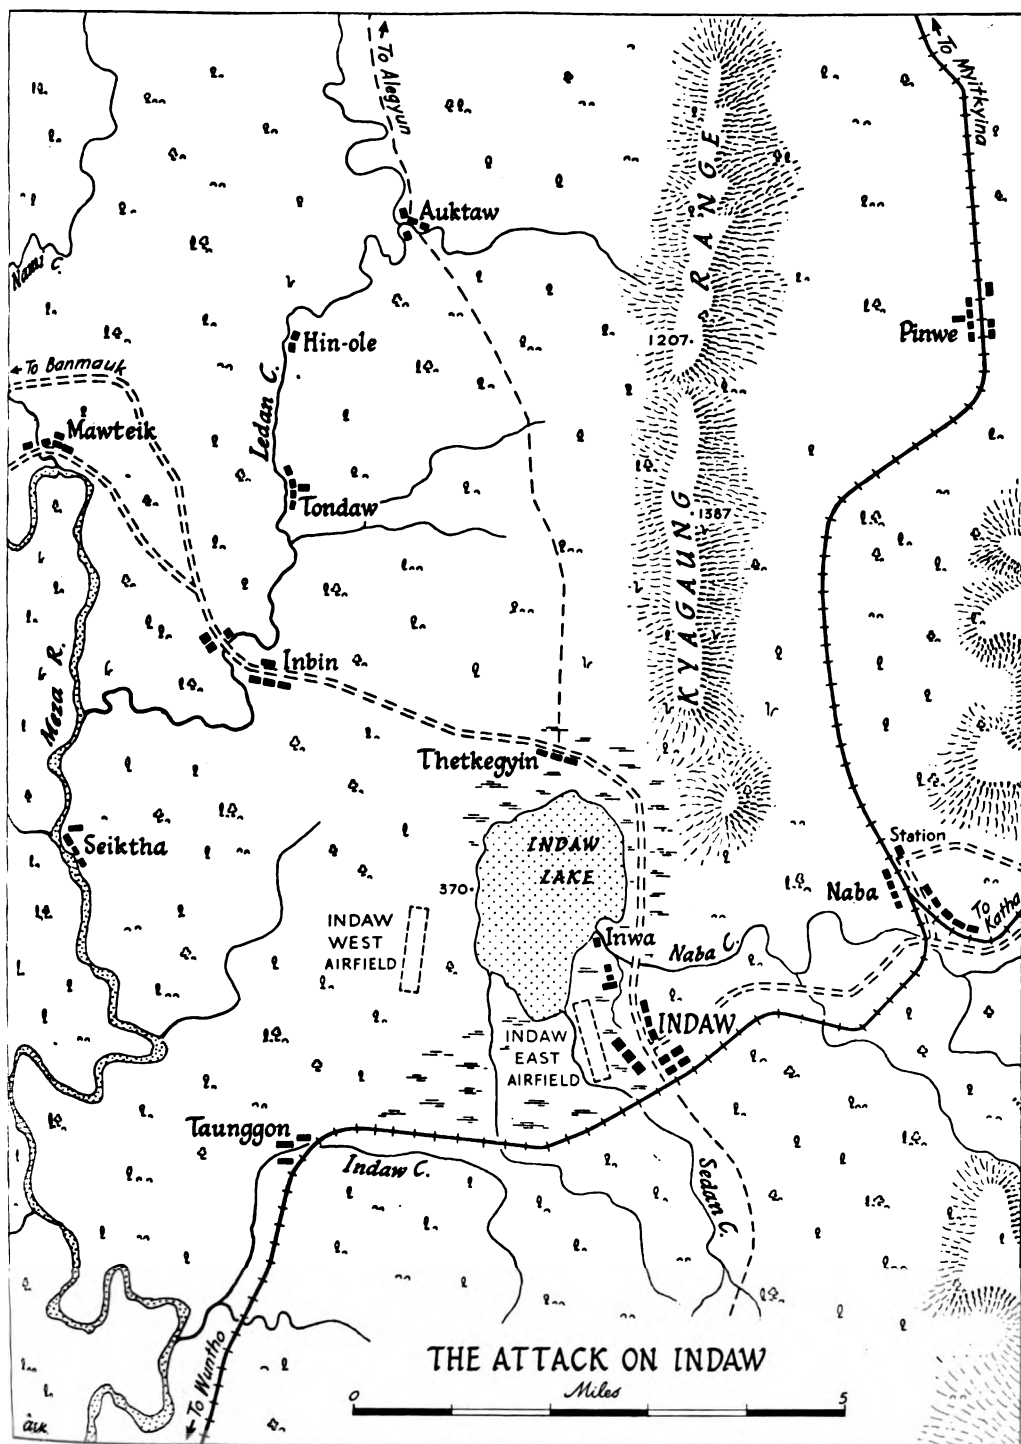 To Alegyun
To Myitkyina
Auktaw
Nami C.
KYAGAUNG RANGE
1207
Hin-ole
Pinwe
To Banmauk
Ledan C.
Mawteik
Tondaw
1387
Meza R.
Inbin
Thetkegyin
Station
Seiktha
INDAW
LAKE
370
Naba
To
Katha
INDAW
WEST
AIRFIELD
Inwa
Naba C.
INDAW
INDAW
EAST
AIRFIELD
Taunggon
Indaw C.
Sedan C.
To Wuntho
THE ATTACK ON INDAW
Miles
0 5